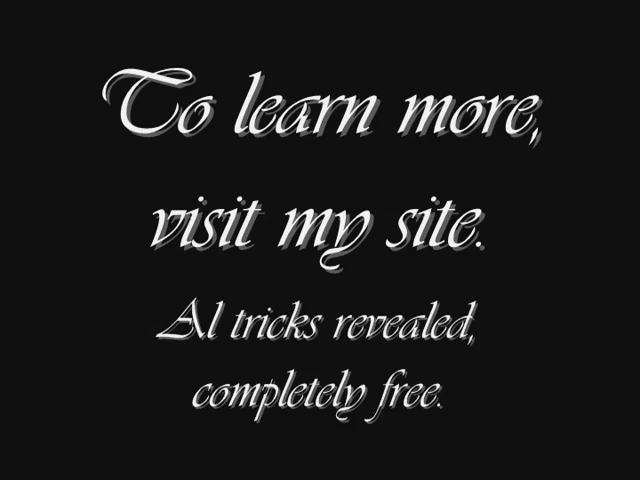 To learn more,
visit my site.
Al tricks revealed,
completely free.